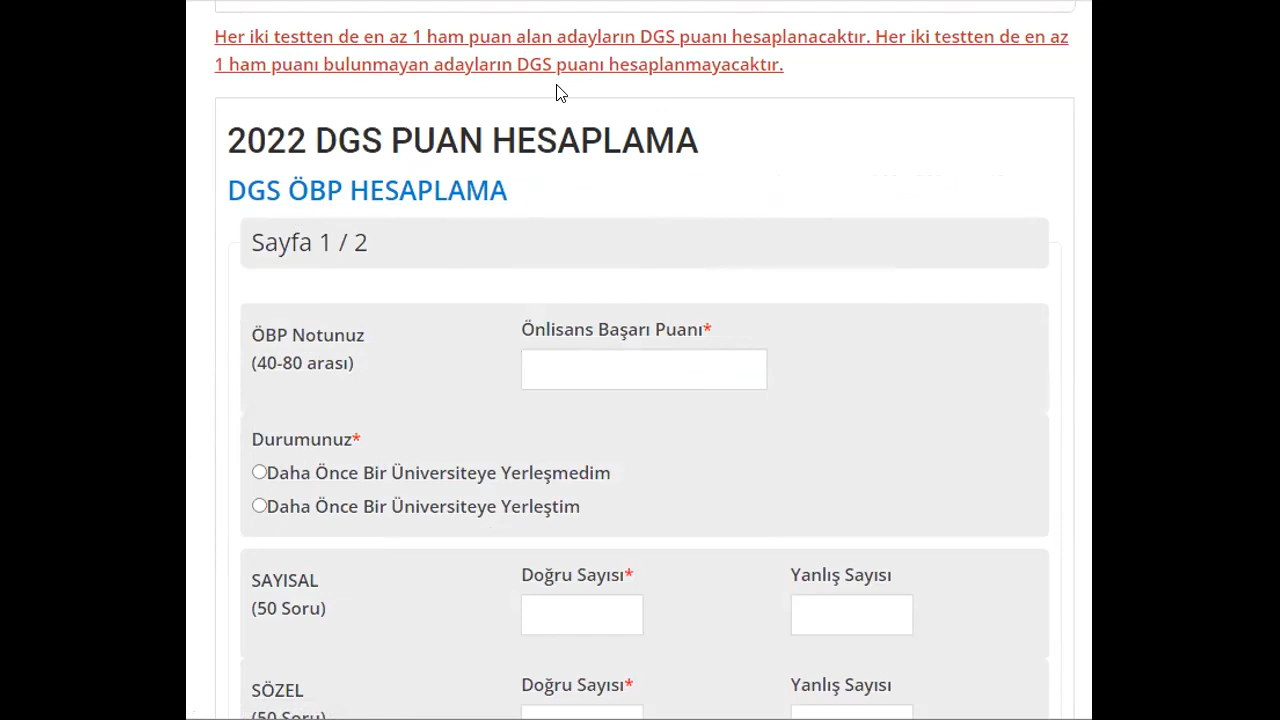 Her iki testten de en az 1 ham puan alan adayların DGS puanı hesaplanacaktır. Her iki testten de en az
1 ham puanı bulunmayan adayların DGS puanı hesaplanmayacaktır.
2022 DGS PUAN HESAPLAMA
DGS ÖBP HESAPLAMA
Sayfa 1 / 2
ÖBP Notunuz
(40-80 arası)
Önlisans Başarı Puanı*
Durumunuz*
Daha Önce Bir Üniversiteye Yerleşmedim
Daha Önce Bir Üniversiteye Yerleştim
SAYISAL
(50 Soru)
Doğru Sayısı*
Yanlış Sayısı
SÖZEL
(50 Soru)
Doğru Sayısı*
Yanlış Sayısı